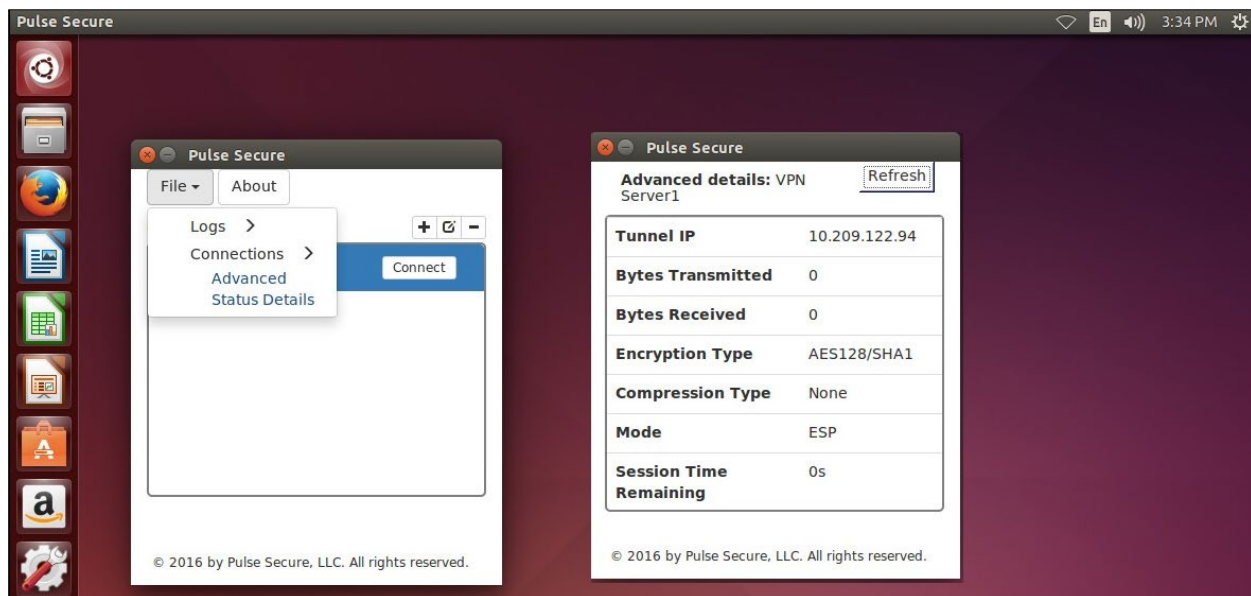 Pulse Secure
En
3:34 PM
Pulse Secure
File
About
Logs
Connections
Advanced
Status Details
Connect
© 2016 by Pulse Secure, LLC. All rights reserved.
Pulse Secure
Advanced details: VPN
Server1
Refresh
Tunnel IP 10.209.122.94
Bytes Transmitted 0
Bytes Received 0
Encryption Type AES128/SHA1
Compression Type None
Mode ESP
Session Time 0s
Remaining
© 2016 by Pulse Secure, LLC. All rights reserved.
A
a